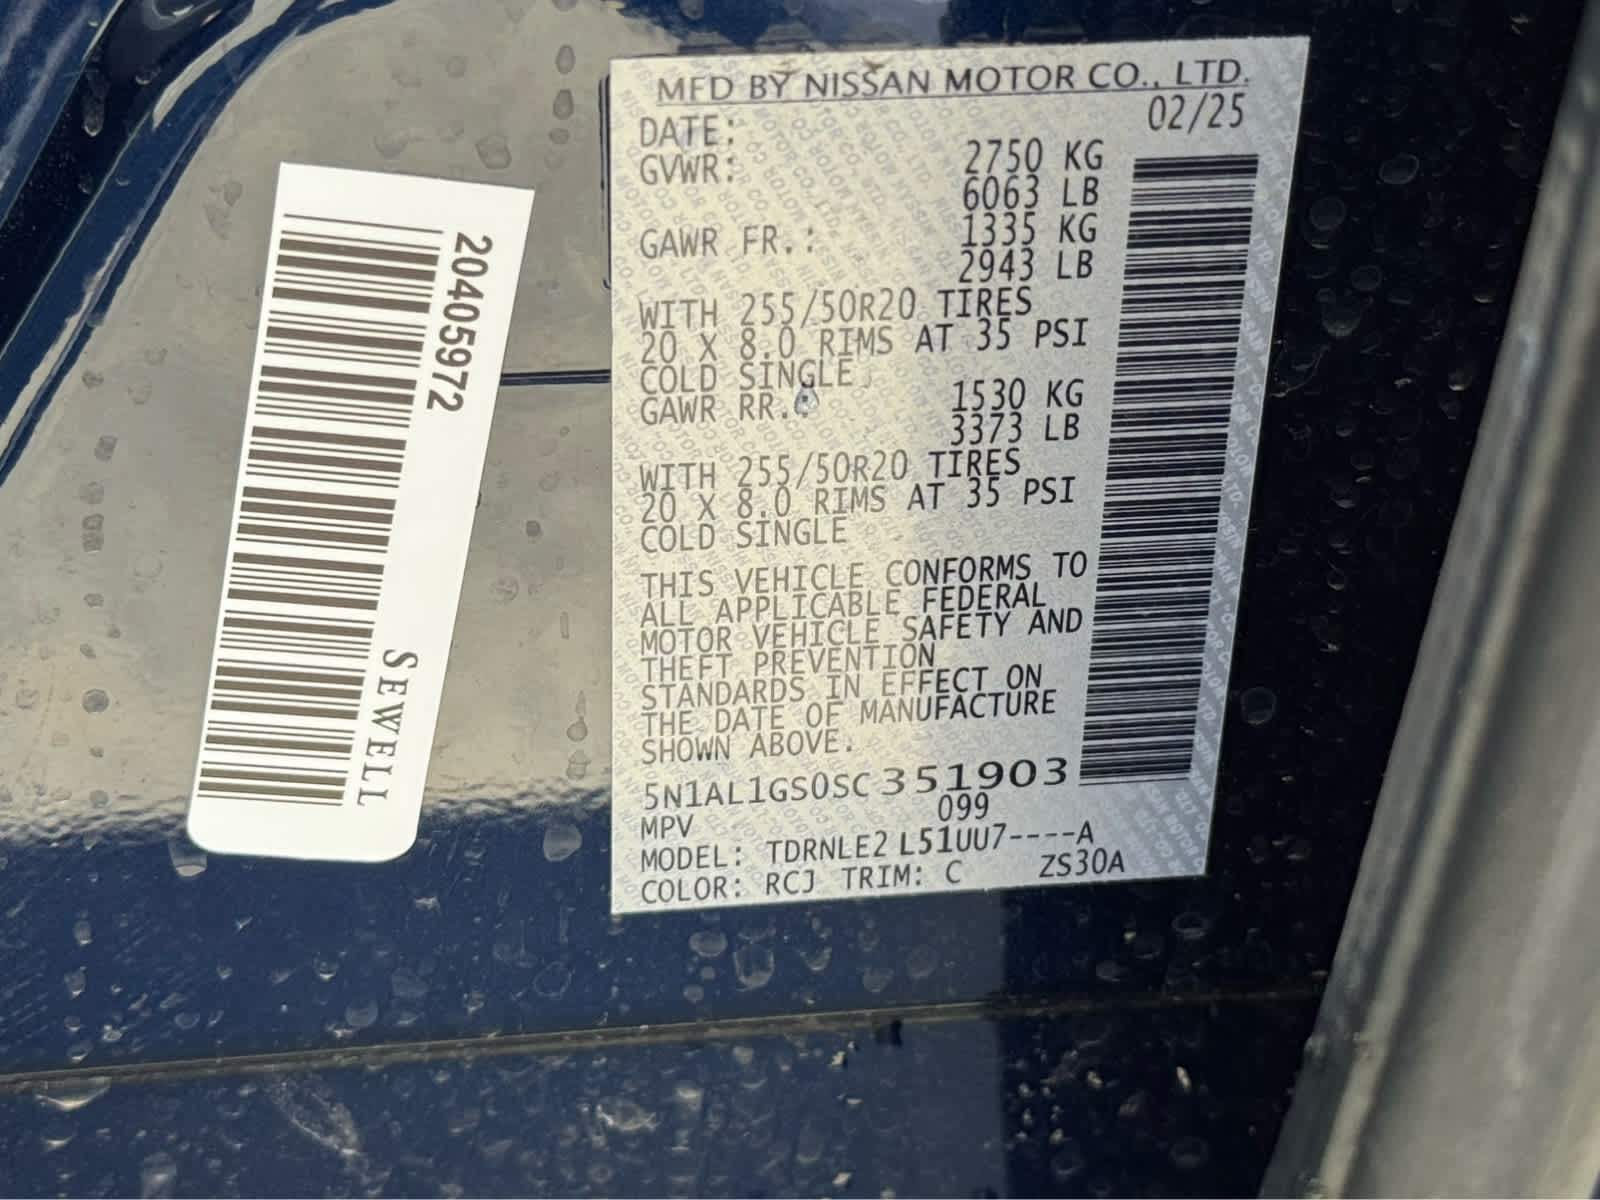 20405972
SEWELL
MFD BY NISSAN MOTOR CO., LTD.
DATE: 02/25
GVWR: 2750 KG
6063 LB
GAWR FR.: 1335 KG
2943 LB
WITH 255/50R20 TIRES
20 X 8.0 RIMS AT 35 PSI
COLD SINGLE
GAWR RR.: 1530 KG
3373 LB
WITH 255/50R20 TIRES
20 X 8.0 RIMS AT 35 PSI
COLD SINGLE
THIS VEHICLE CONFORMS TO
ALL APPLICABLE FEDERAL
MOTOR VEHICLE SAFETY AND
THEFT PREVENTION
STANDARDS IN EFFECT ON
THE DATE OF MANUFACTURE
SHOWN ABOVE.
5N1AL1GS0SC351903
MPV 099
MODEL: TDRNLE2 L51UU7----A
COLOR: RCJ TRIM: C ZS30A